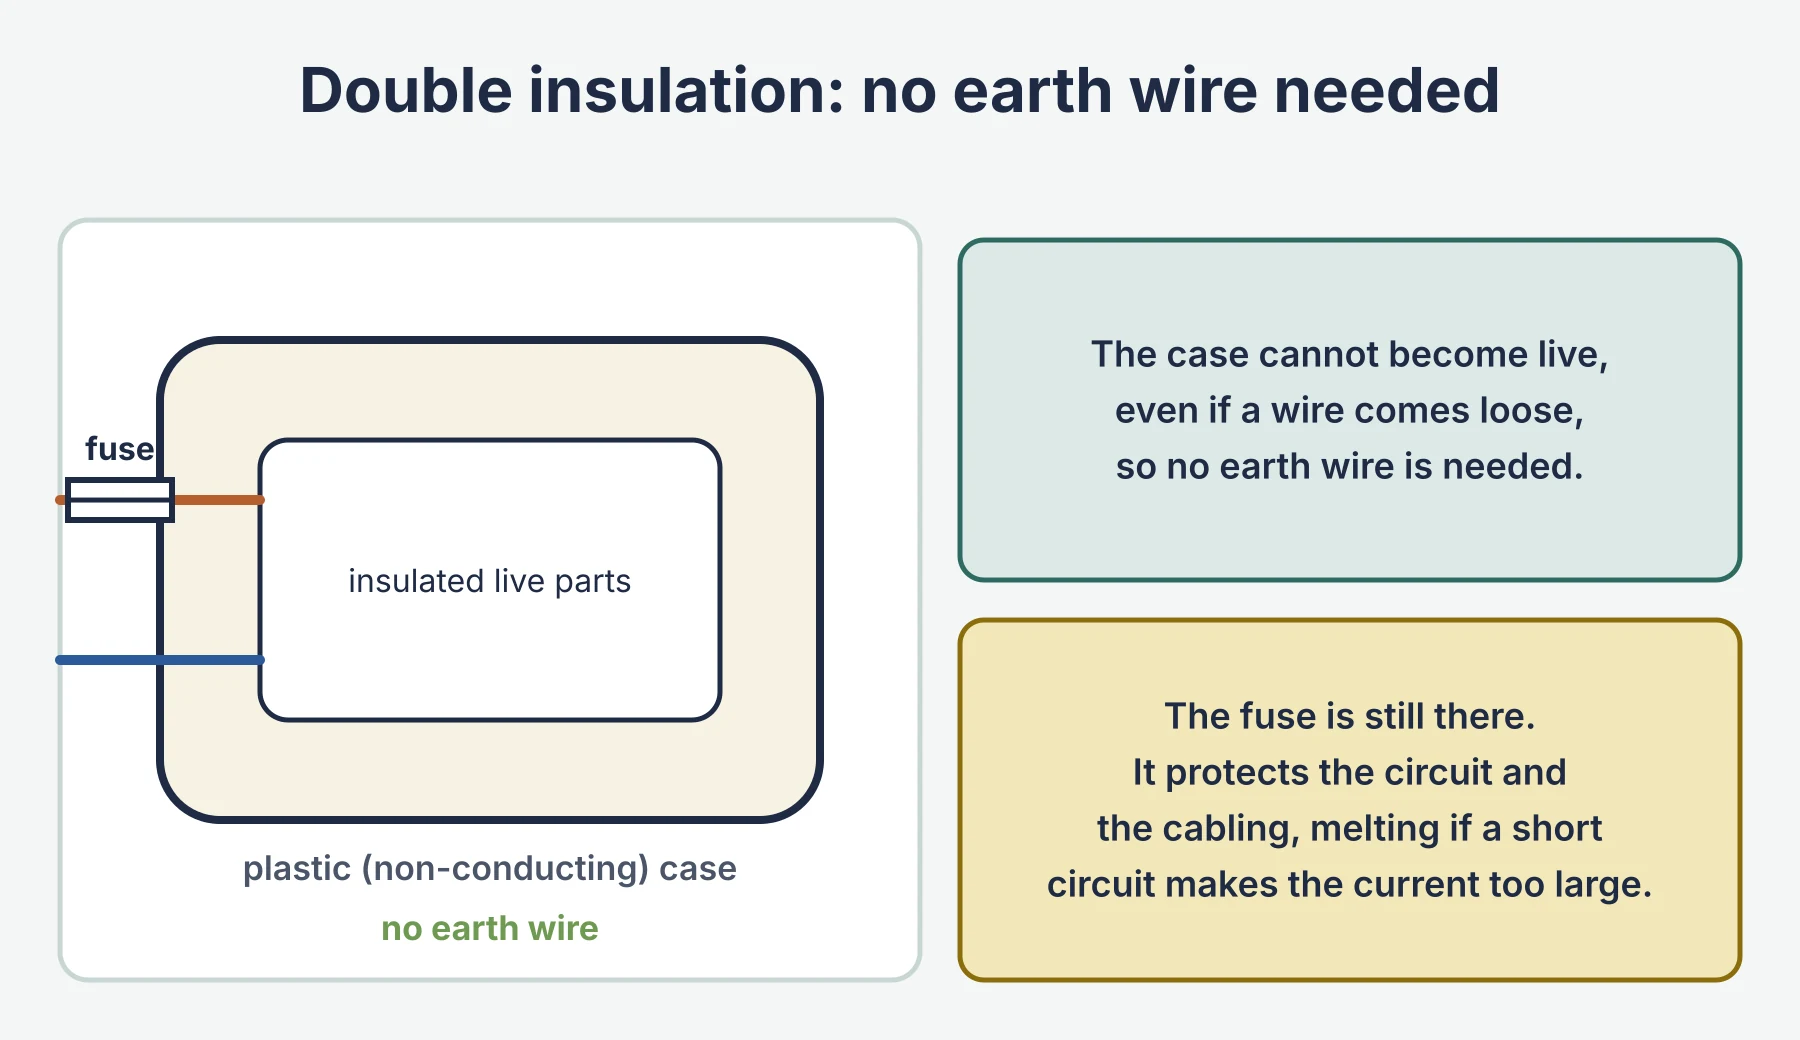 Double insulation: no earth wire needed
fuse
insulated live parts
plastic (non-conducting) case
no earth wire
The case cannot become live,
even if a wire comes loose,
so no earth wire is needed.
The fuse is still there.
It protects the circuit and
the cabling, melting if a short
circuit makes the current too large.